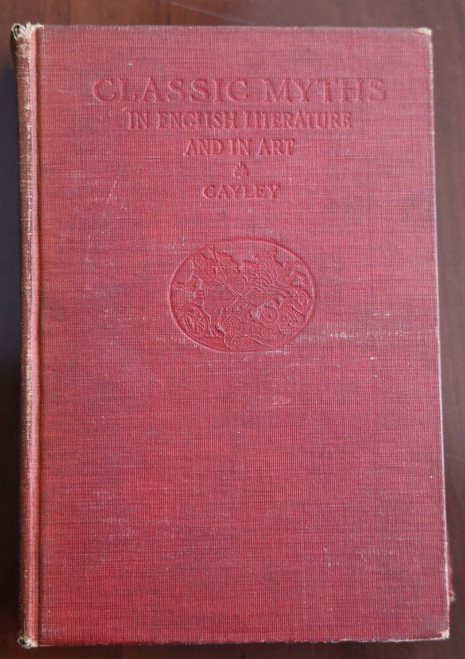 CLASSIC MYTHS
IN ENGLISH LITERATURE
AND IN ART
GAYLEY